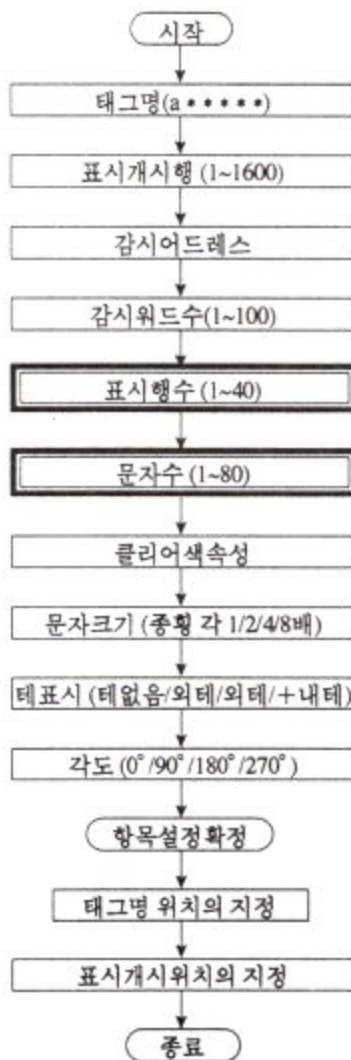 시작
태그명(a*****)
표시개시행 (1~1600)
감시어드레스
감시워드수(1~100)
표시행수 (1~40)
문자수 (1~80)
클리어색속성
문자크기 (종횡 각 1/2/4/8배)
테표시 (테없음/외테/외테/+내테)
각도 (0°/90°/180°/270°)
항목설정확정
태그명 위치의 지정
표시개시위치의 지정
종료